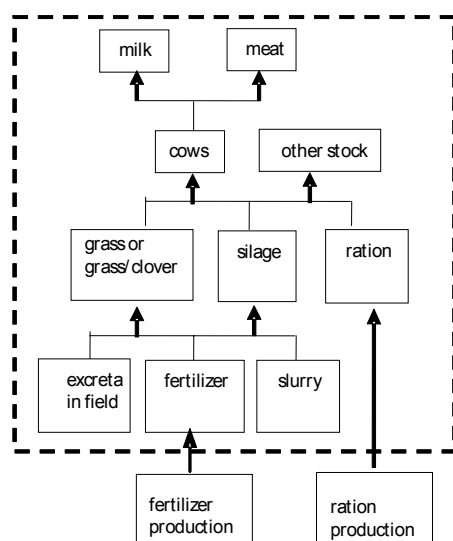 milk
meat
cows
other stock
grass or
grass/clover
silage
ration
excreta
in field
fertilizer
slurry
fertilizer
production
ration
production